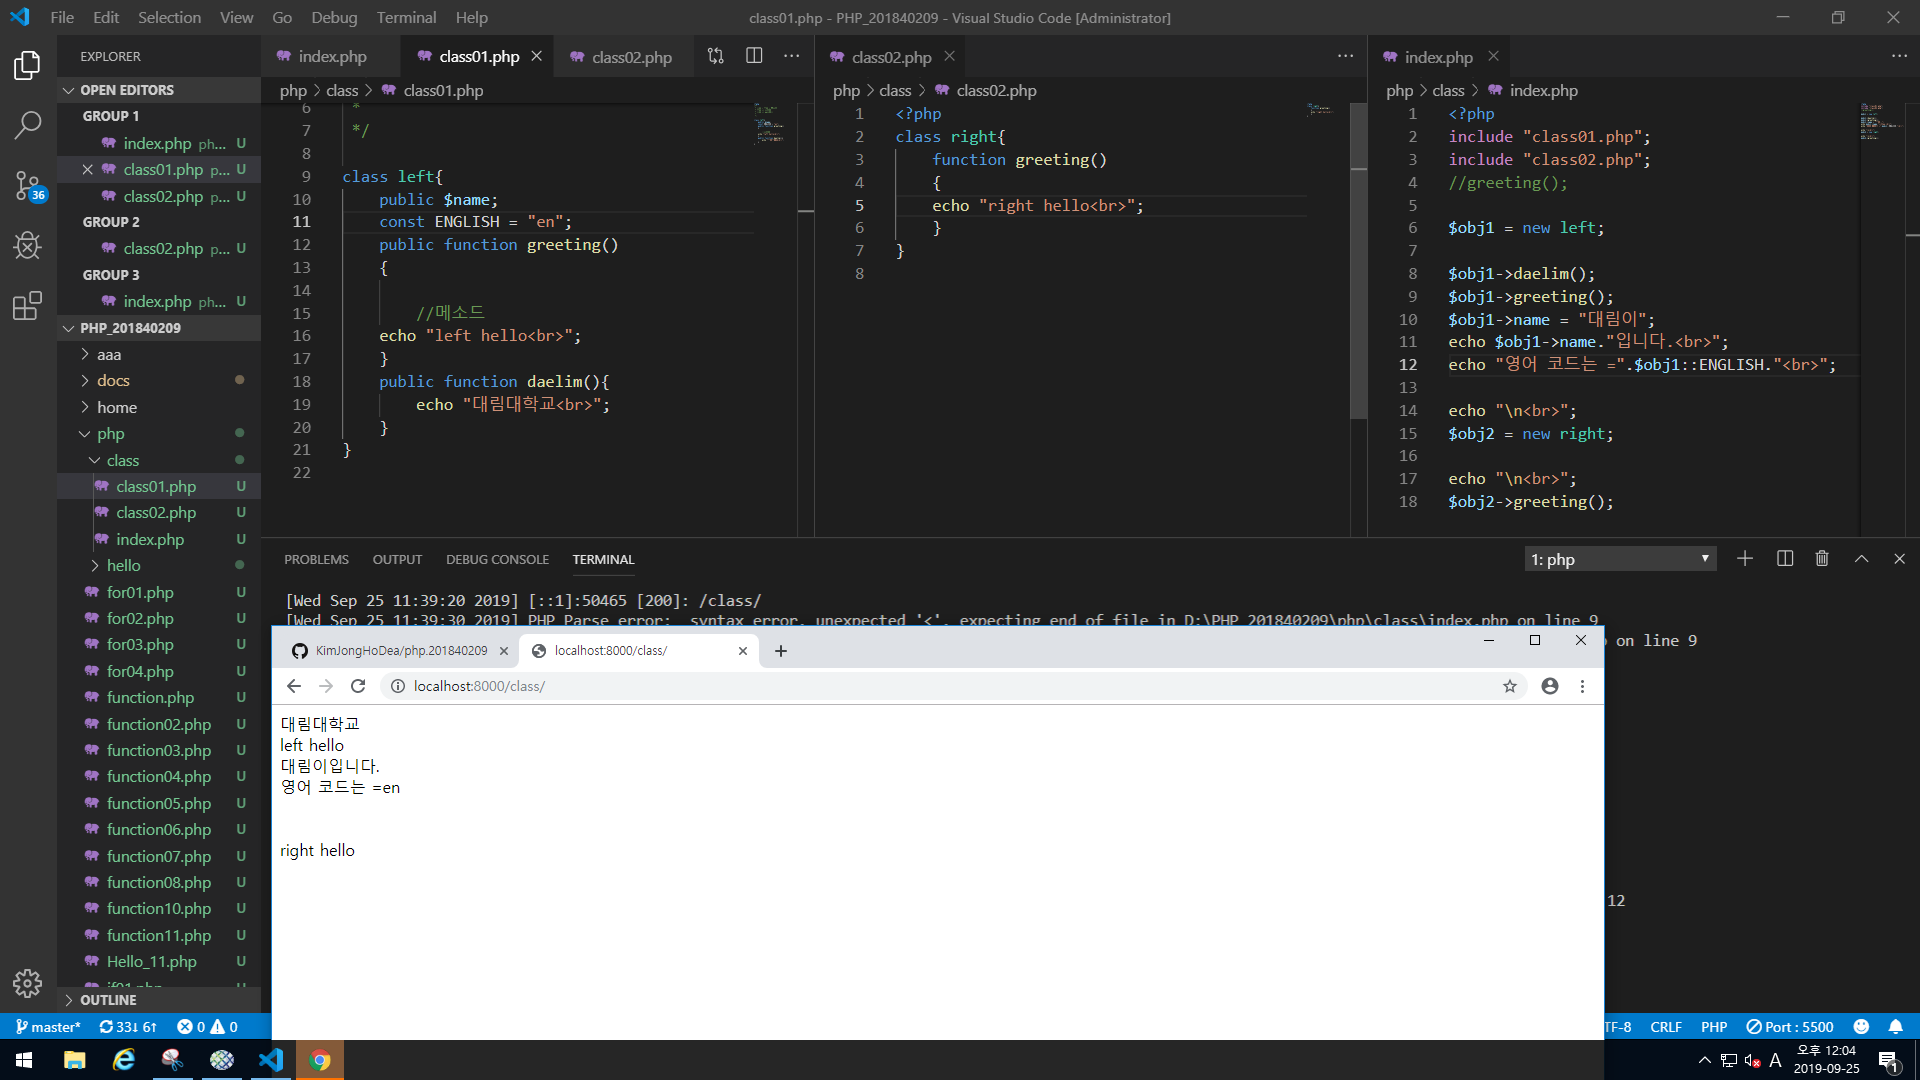 File Edit Selection View Go Debug Terminal Help
class01.php - PHP_201840209 - Visual Studio Code [Administrator]
EXPLORER
OPEN EDITORS
GROUP 1
index.php ph... U
class01.php p... U
class02.php p... U
GROUP 2
class02.php p... U
GROUP 3
index.php ph... U
PHP_201840209
aaa
docs
home
php
class
class01.php U
class02.php U
index.php U
hello
for01.php U
for02.php U
for03.php U
for04.php U
function.php U
function02.php U
function03.php U
function04.php U
function05.php U
function06.php U
function07.php U
function08.php U
function10.php U
function11.php U
Hello_11.php U
if01.php U
OUTLINE
36
index.php class01.php class02.php
php > class > class01.php
6 *
7 */
8
9 class left{
10 public $name;
11 const ENGLISH = "en";
12 public function greeting()
13 {
14
15 //메소드
16 echo "left hello<br>";
17 }
18 public function daelim(){
19 echo "대림대학교<br>";
20 }
21 }
22
class02.php
php > class > class02.php
1 <?php
2 class right{
3 function greeting()
4 {
5 echo "right hello<br>";
6 }
7 }
8
index.php
php > class > index.php
1 <?php
2 include "class01.php";
3 include "class02.php";
4 //greeting();
5
6 $obj1 = new left;
7
8 $obj1->daelim();
9 $obj1->greeting();
10 $obj1->name = "대림이";
11 echo $obj1->name."입니다.<br>";
12 echo "영어 코드는 =".$obj1::ENGLISH."<br>";
13
14 echo "\n<br>";
15 $obj2 = new right;
16
17 echo "\n<br>";
18 $obj2->greeting();
PROBLEMS OUTPUT DEBUG CONSOLE TERMINAL
1: php
[Wed Sep 25 11:39:20 2019] [::1]:50465 [200]: /class/
[Wed Sep 25 11:39:30 2019] PHP Parse error: syntax error, unexpected '<', expecting end of file in D:\PHP_201840209\php\class\index.php on line 9
on line 9
12
KimJongHoDea/php.201840209
localhost:8000/class/
localhost:8000/class/
대림대학교
left hello
대림이입니다.
영어 코드는 =en
right hello
master* 33↓ 6↑ 0 0
TF-8 CRLF PHP Port : 5500
A
오후 12:04
2019-09-25
1